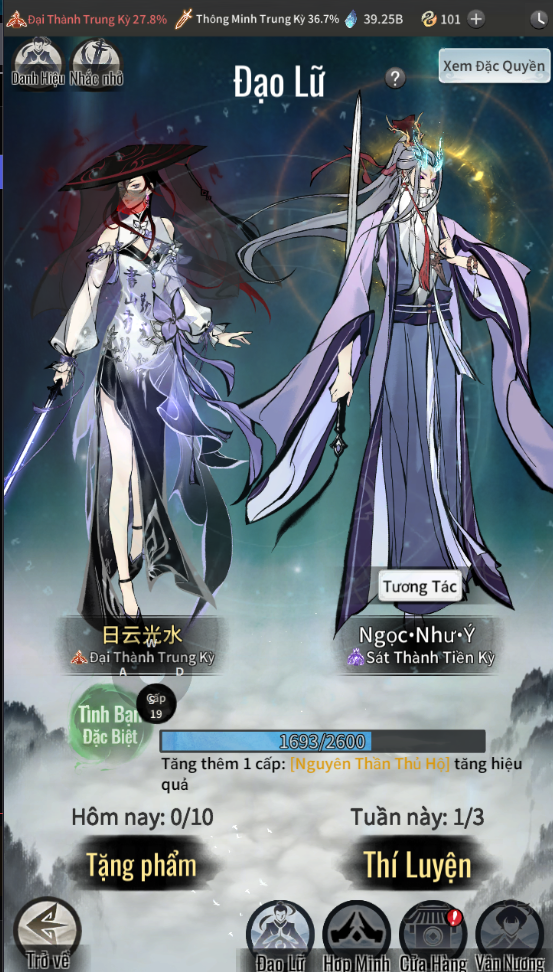 Đại Thành Trung Kỳ 27.8% Thông Minh Trung Kỳ 36.7% 39.25B 101
Danh Hiệu Nhắc nhở
Đạo Lữ
?
Xem Đặc Quyền
Tương Tác
日云光水
Đại Thành Trung Kỳ
Ngọc•Như•Ý
Sát Thành Tiền Kỳ
W
A S D
Tình Bạn
Đặc Biệt
Cấp
19
1693/2600
Tăng thêm 1 cấp: [Nguyên Thần Thủ Hộ] tăng hiệu
quả
Hôm nay: 0/10
Tuần này: 1/3
Tặng phẩm
Thí Luyện
Trở về
Đạo Lữ Hợp Minh Cửa Hàng Vân Nương